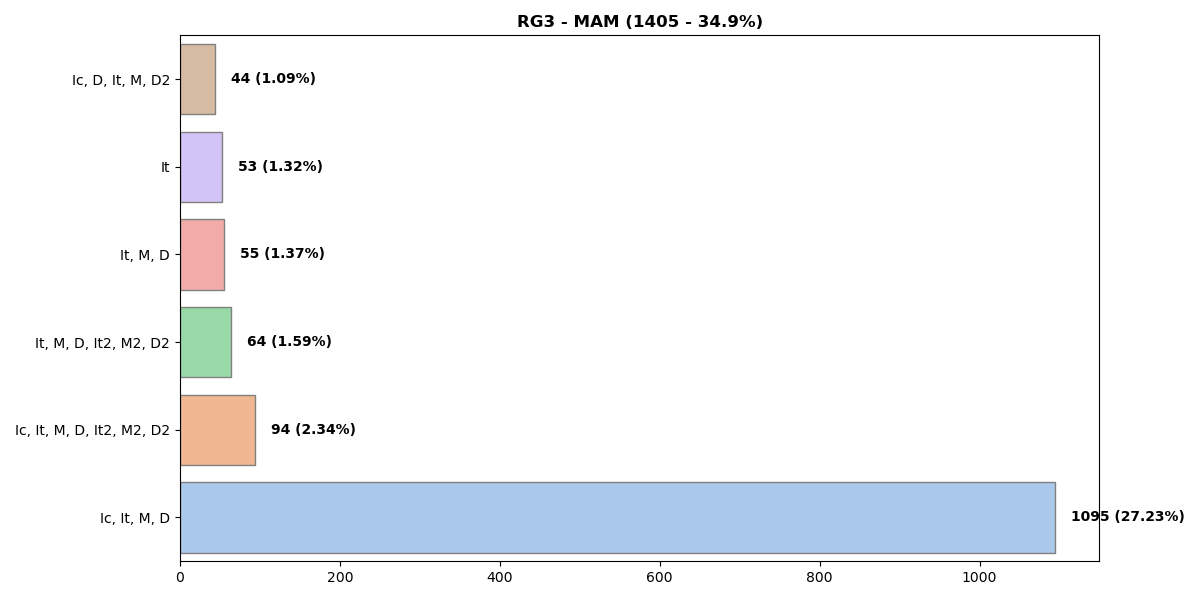 RG3 - MAM (1405 - 34.9%)
Ic, D, It, M, D2
44 (1.09%)
It
53 (1.32%)
It, M, D
55 (1.37%)
It, M, D, It2, M2, D2
64 (1.59%)
Ic, It, M, D, It2, M2, D2
94 (2.34%)
Ic, It, M, D
1095 (27.23%)
0 200 400 600 800 1000